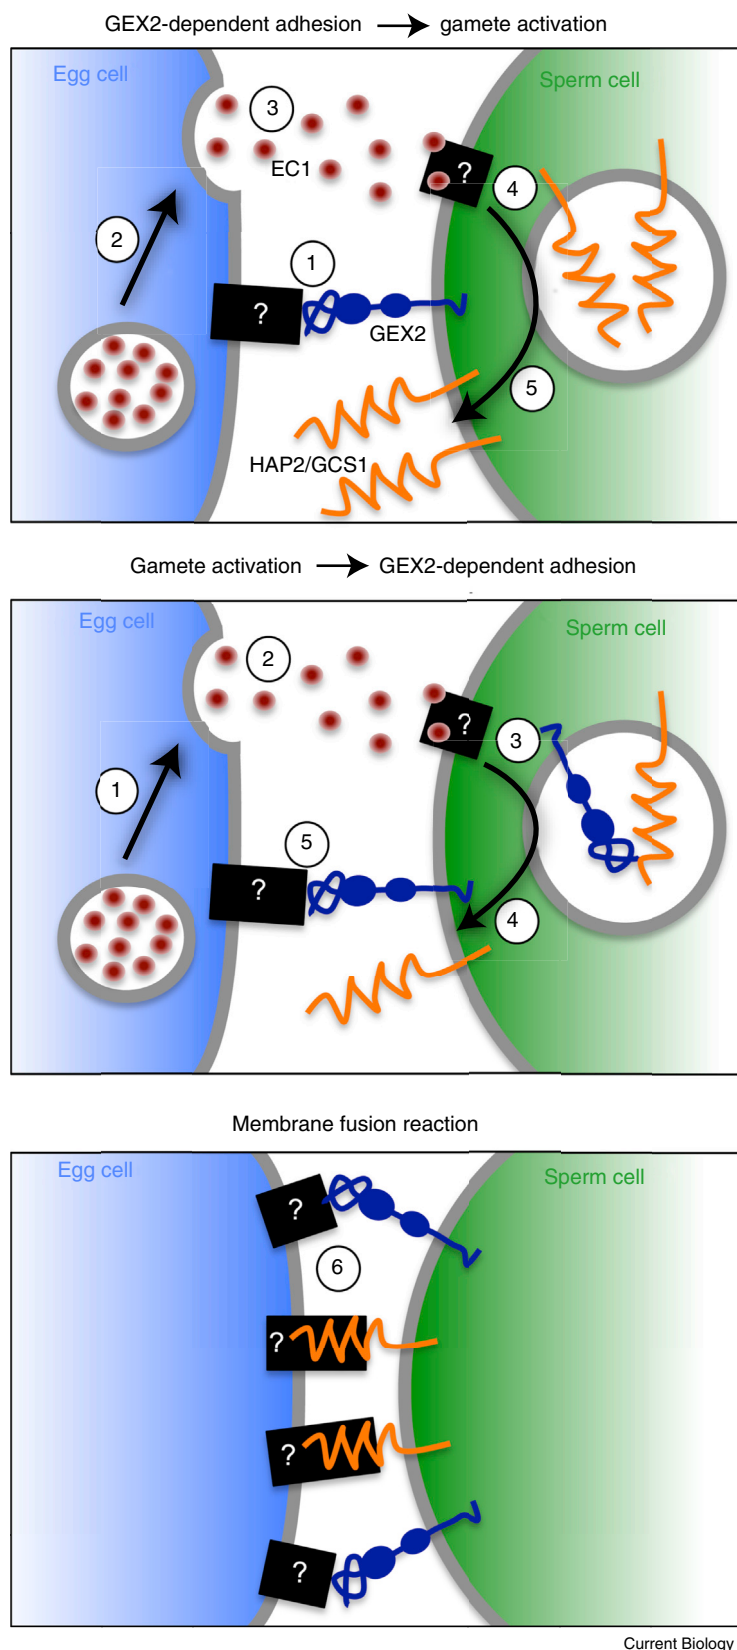 GEX2-dependent adhesion → gamete activation
Egg cell
Sperm cell
3
EC1
?
4
2
1
?
GEX2
5
HAP2/GCS1
Gamete activation → GEX2-dependent adhesion
Egg cell
Sperm cell
2
?
3
1
5
?
4
Membrane fusion reaction
Egg cell
Sperm cell
?
6
?
?
?
Current Biology